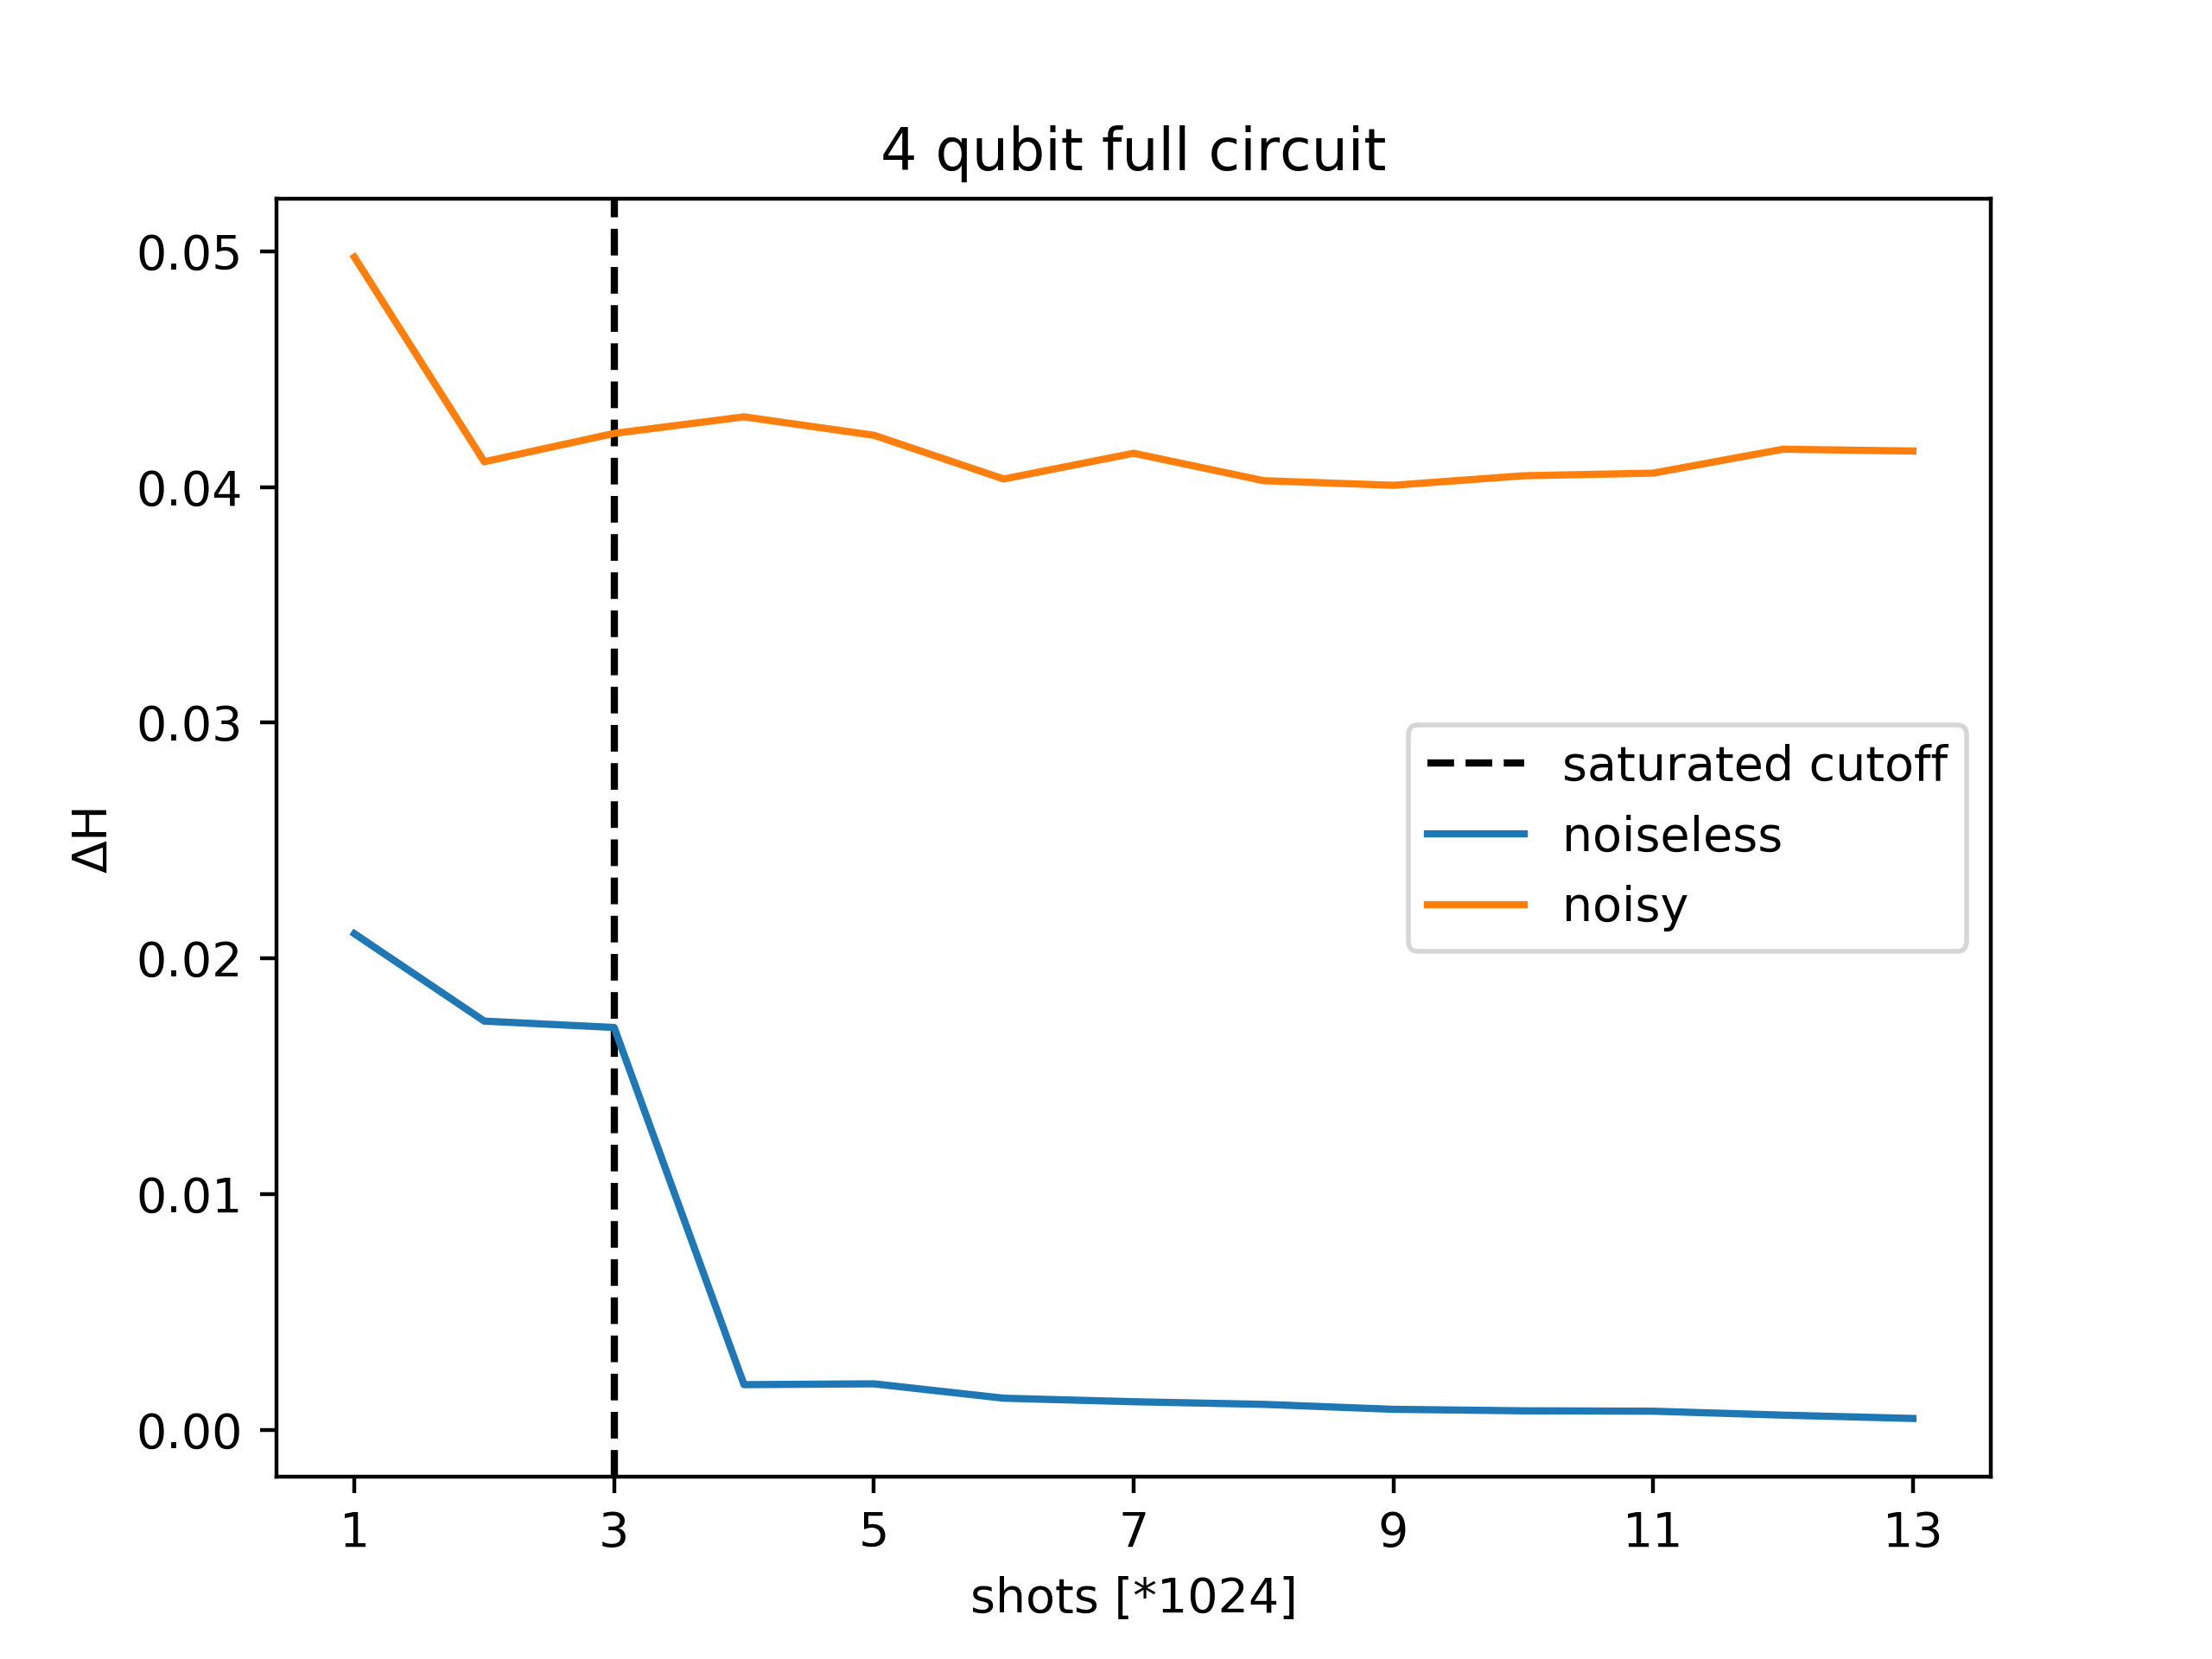 4 qubit full circuit
0.05
0.04
0.03
0.02
0.01
0.00
ΔH
saturated cutoff
noiseless
noisy
1 3 5 7 9 11 13
shots [*1024]